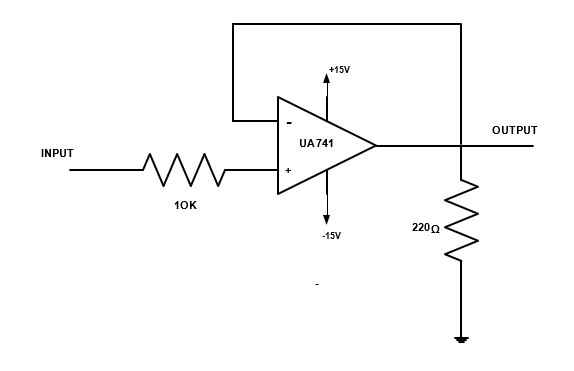 +15V
-
UA741
OUTPUT
INPUT
+
10K
220Ω
-15V
-